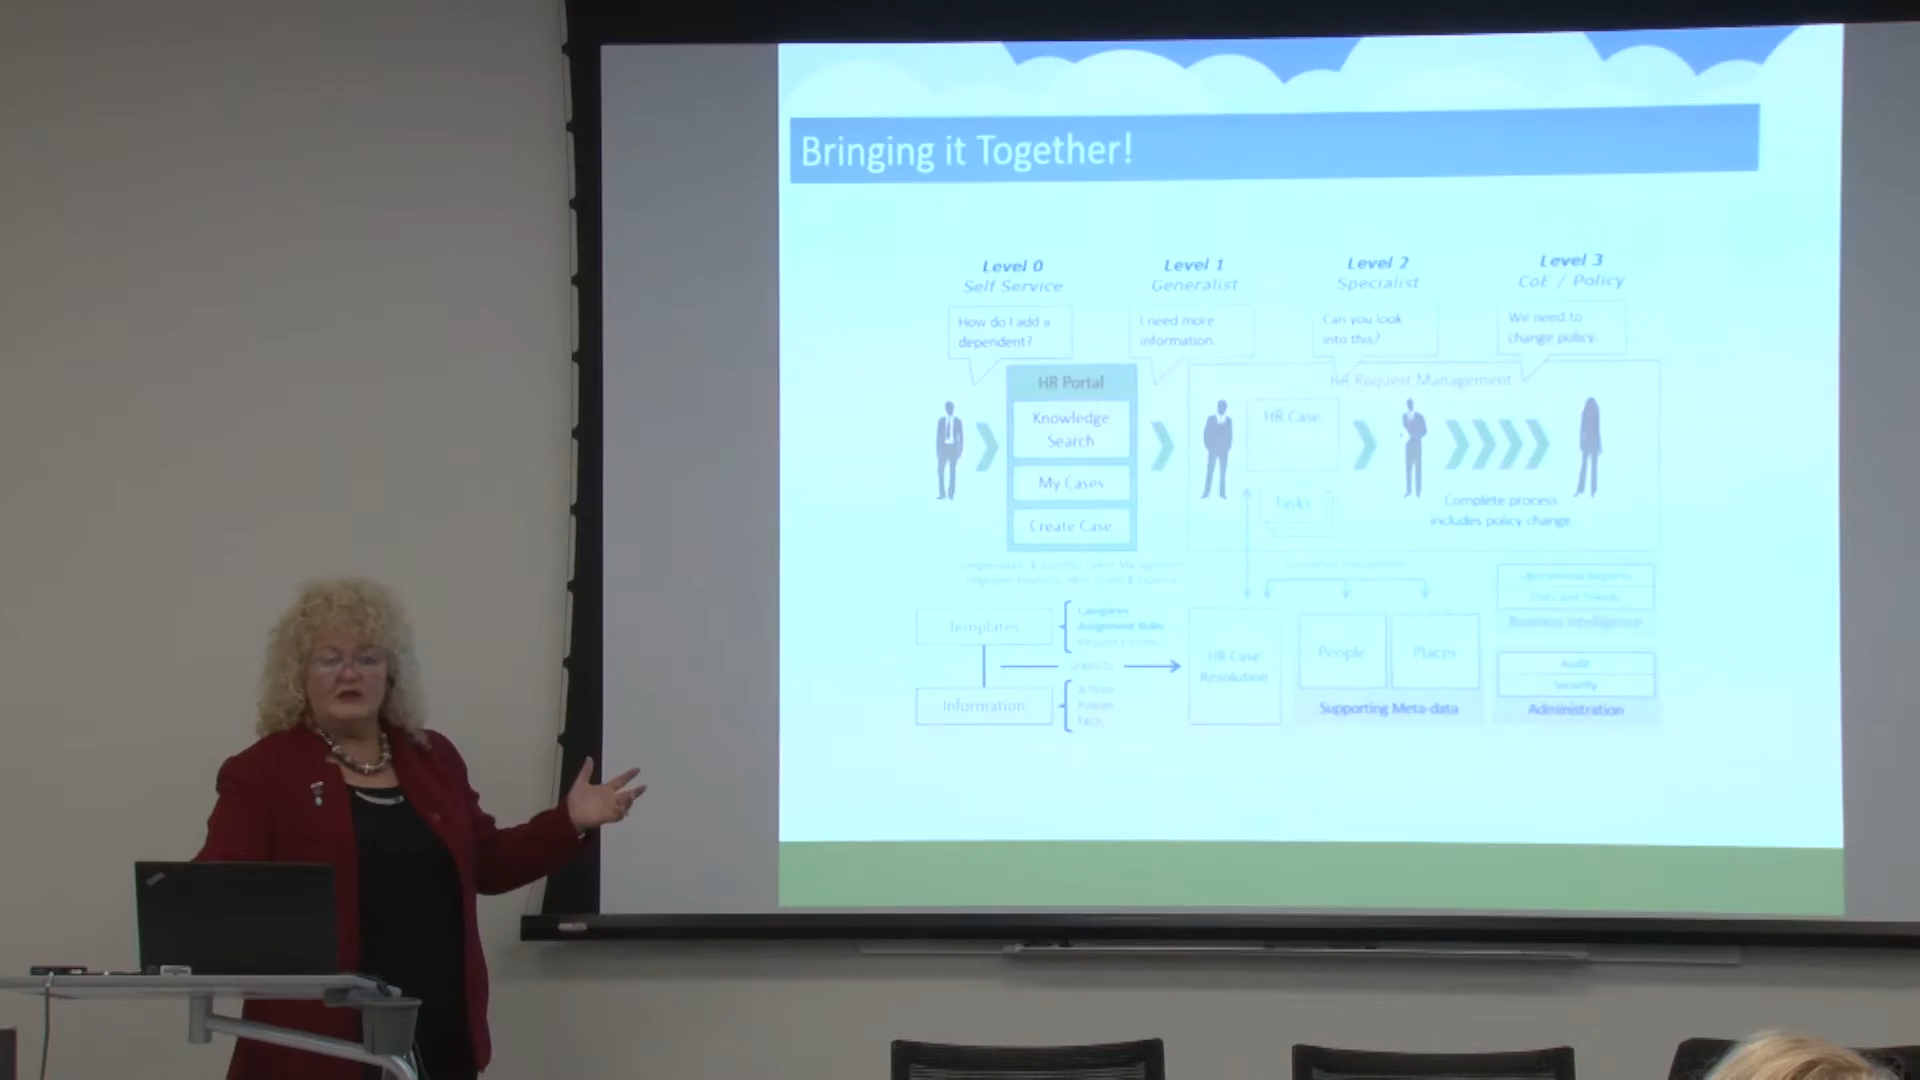 Bringing it Together!
Level 0
Self Service
Level 1
Generalist
Level 2
Specialist
Level 3
CoE / Policy
How do I add a
dependent?
I need more
information.
Can you look
into this?
We need to
change policy
HR Portal
Knowledge
Search
My Cases
Create Case
HR Request Management
HR Case
Tasks
Complete process
includes policy change
Templates
Categories
Assignment Rules
Linked to
Information
Policies
FAQs
HR Case
Resolution
People
Places
Supporting Meta-data
Operational Reports
Business Intelligence
Audit
Security
Administration